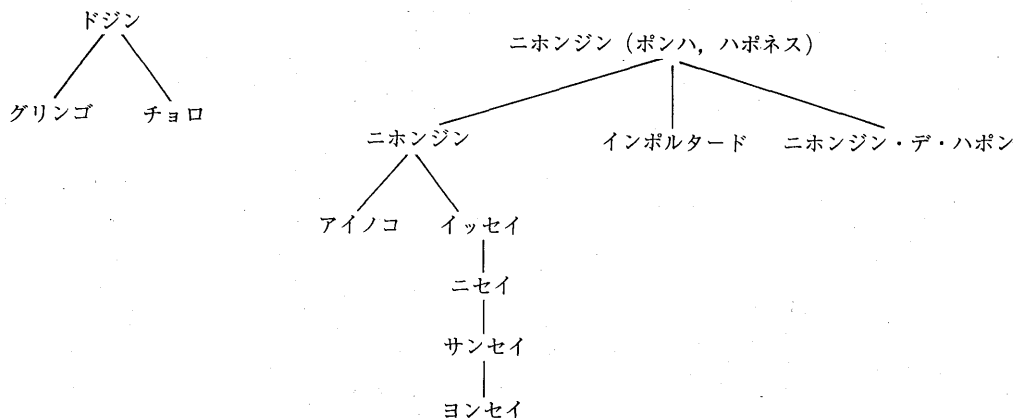 ドジン
ニホンジン（ポンハ，ハポネス）
グリンゴ チョロ
ニホンジン インポルタード ニホンジン・デ・ハポン
アイノコ イッセイ
ニセイ
サンセイ
ヨンセイ